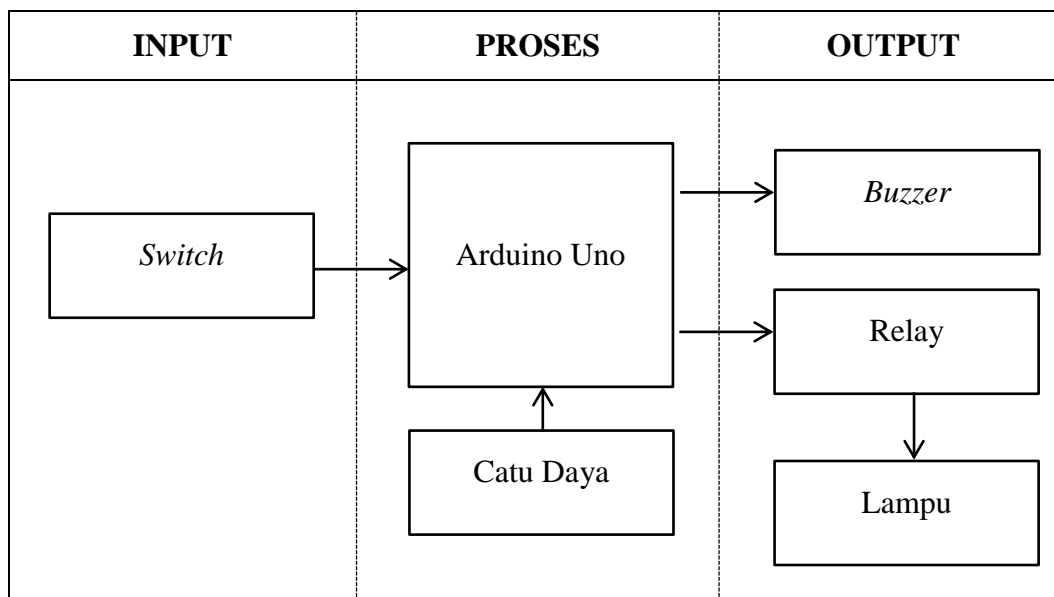 INPUT
PROSES
OUTPUT
Switch
Arduino Uno
Catu Daya
Buzzer
Relay
Lampu